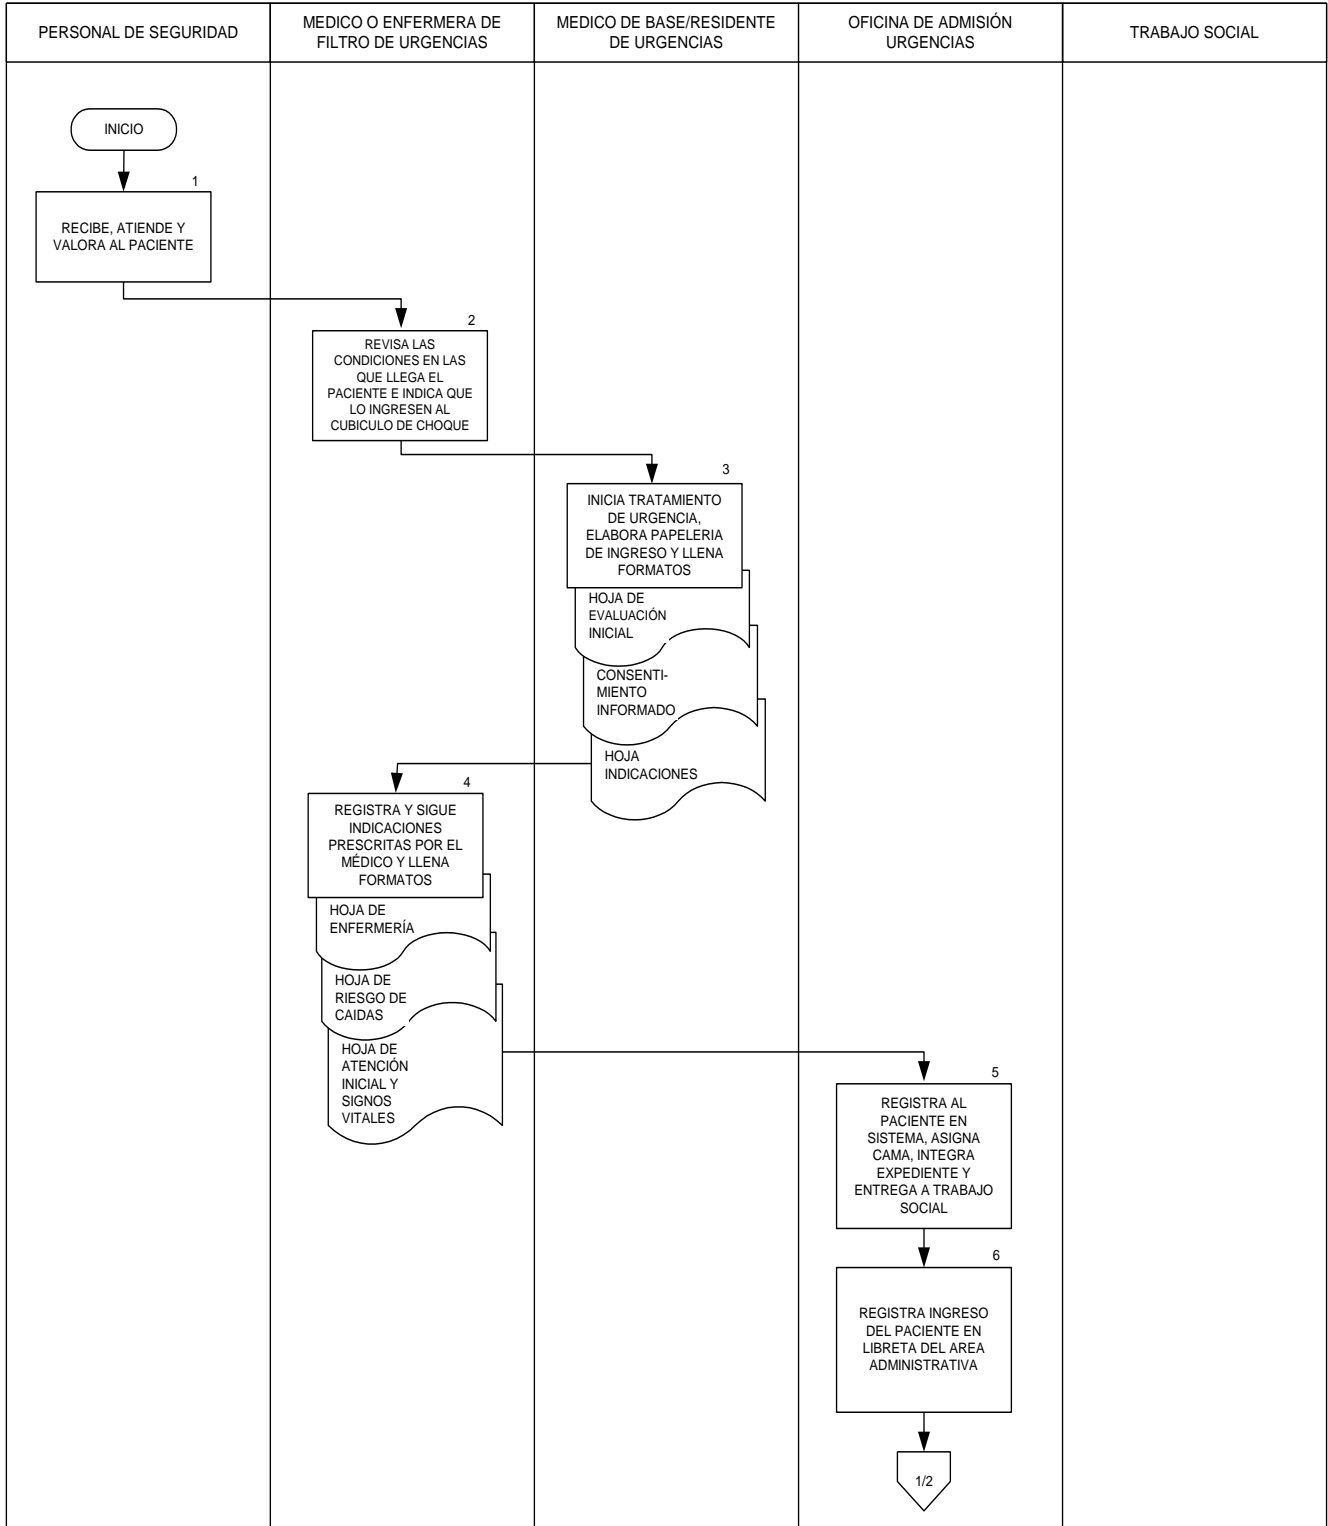 PERSONAL DE SEGURIDAD
MEDICO O ENFERMERA DE
FILTRO DE URGENCIAS
MEDICO DE BASE/RESIDENTE
DE URGENCIAS
OFICINA DE ADMISIÓN
URGENCIAS
TRABAJO SOCIAL
INICIO
1
RECIBE, ATIENDE Y
VALORA AL PACIENTE
2
REVISA LAS
CONDICIONES EN LAS
QUE LLEGA EL
PACIENTE E INDICA QUE
LO INGRESEN AL
CUBICULO DE CHOQUE
3
INICIA TRATAMIENTO
DE URGENCIA,
ELABORA PAPELERIA
DE INGRESO Y LLENA
FORMATOS
HOJA DE
EVALUACIÓN
INICIAL
CONSENTI-
MIENTO
INFORMADO
HOJA
INDICACIONES
4
REGISTRA Y SIGUE
INDICACIONES
PRESCRITAS POR EL
MÉDICO Y LLENA
FORMATOS
HOJA DE
ENFERMERÍA
HOJA DE
RIESGO DE
CAIDAS
HOJA DE
ATENCIÓN
INICIAL Y
SIGNOS
VITALES
5
REGISTRA AL
PACIENTE EN
SISTEMA, ASIGNA
CAMA, INTEGRA
EXPEDIENTE Y
ENTREGA A TRABAJO
SOCIAL
6
REGISTRA INGRESO
DEL PACIENTE EN
LIBRETA DEL AREA
ADMINISTRATIVA
1/2